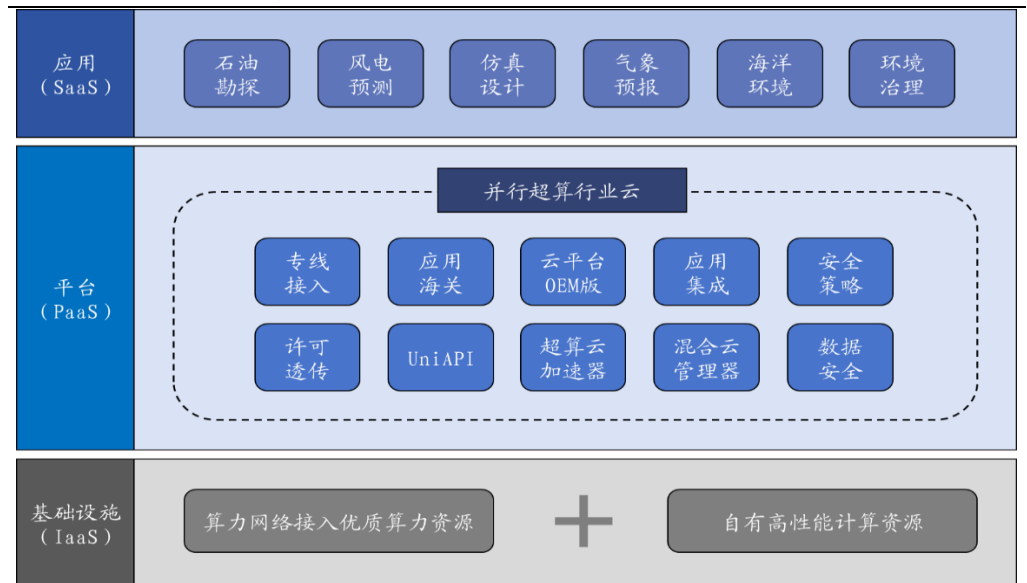 应用
（SaaS）
石油
勘探
风电
预测
仿真
设计
气象
预报
海洋
环境
环境
治理
平台
（PaaS）
并行超算行业云
专线
接入
应用
海关
云平台
OEM版
应用
集成
安全
策略
许可
透传
UniAPI
超算云
加速器
混合云
管理器
数据
安全
基础设施
（IaaS）
算力网络接入优质算力资源
+
自有高性能计算资源